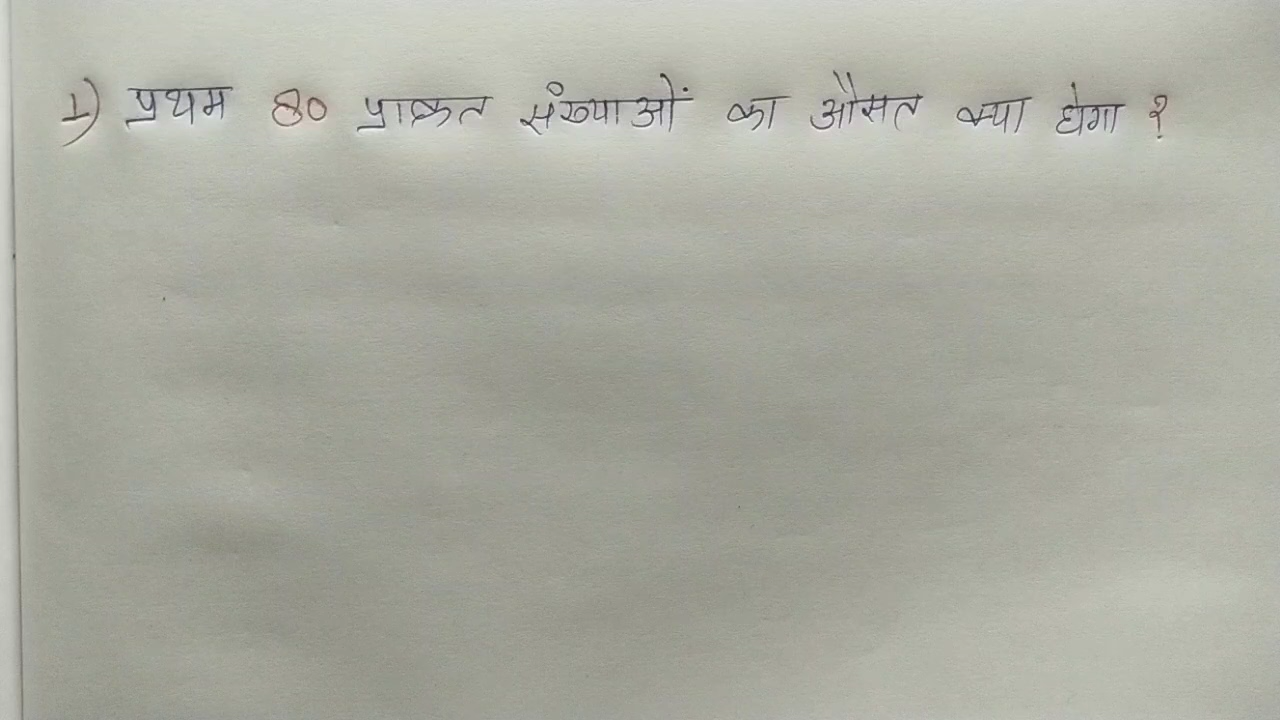 1) प्रथम 80 प्राकृत संख्याओं का औसत क्या होगा ?